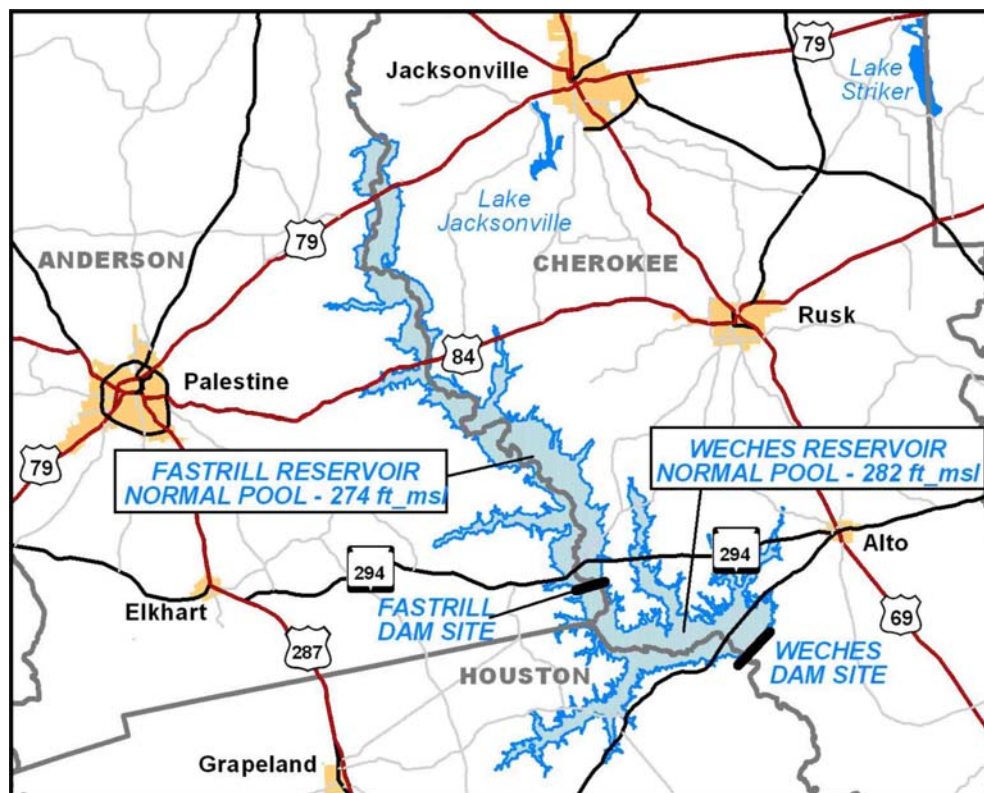 79
Jacksonville
Lake
Striker
Lake
Jacksonville
79
ANDERSON
CHEROKEE
Rusk
84
Palestine
79
FASTRILL RESERVOIR
NORMAL POOL - 274 ft_msl
WECHES RESERVOIR
NORMAL POOL - 282 ft_msl
294
294
Alto
Elkhart
FASTRILL
DAM SITE
69
287
HOUSTON
WECHES
DAM SITE
Grapeland